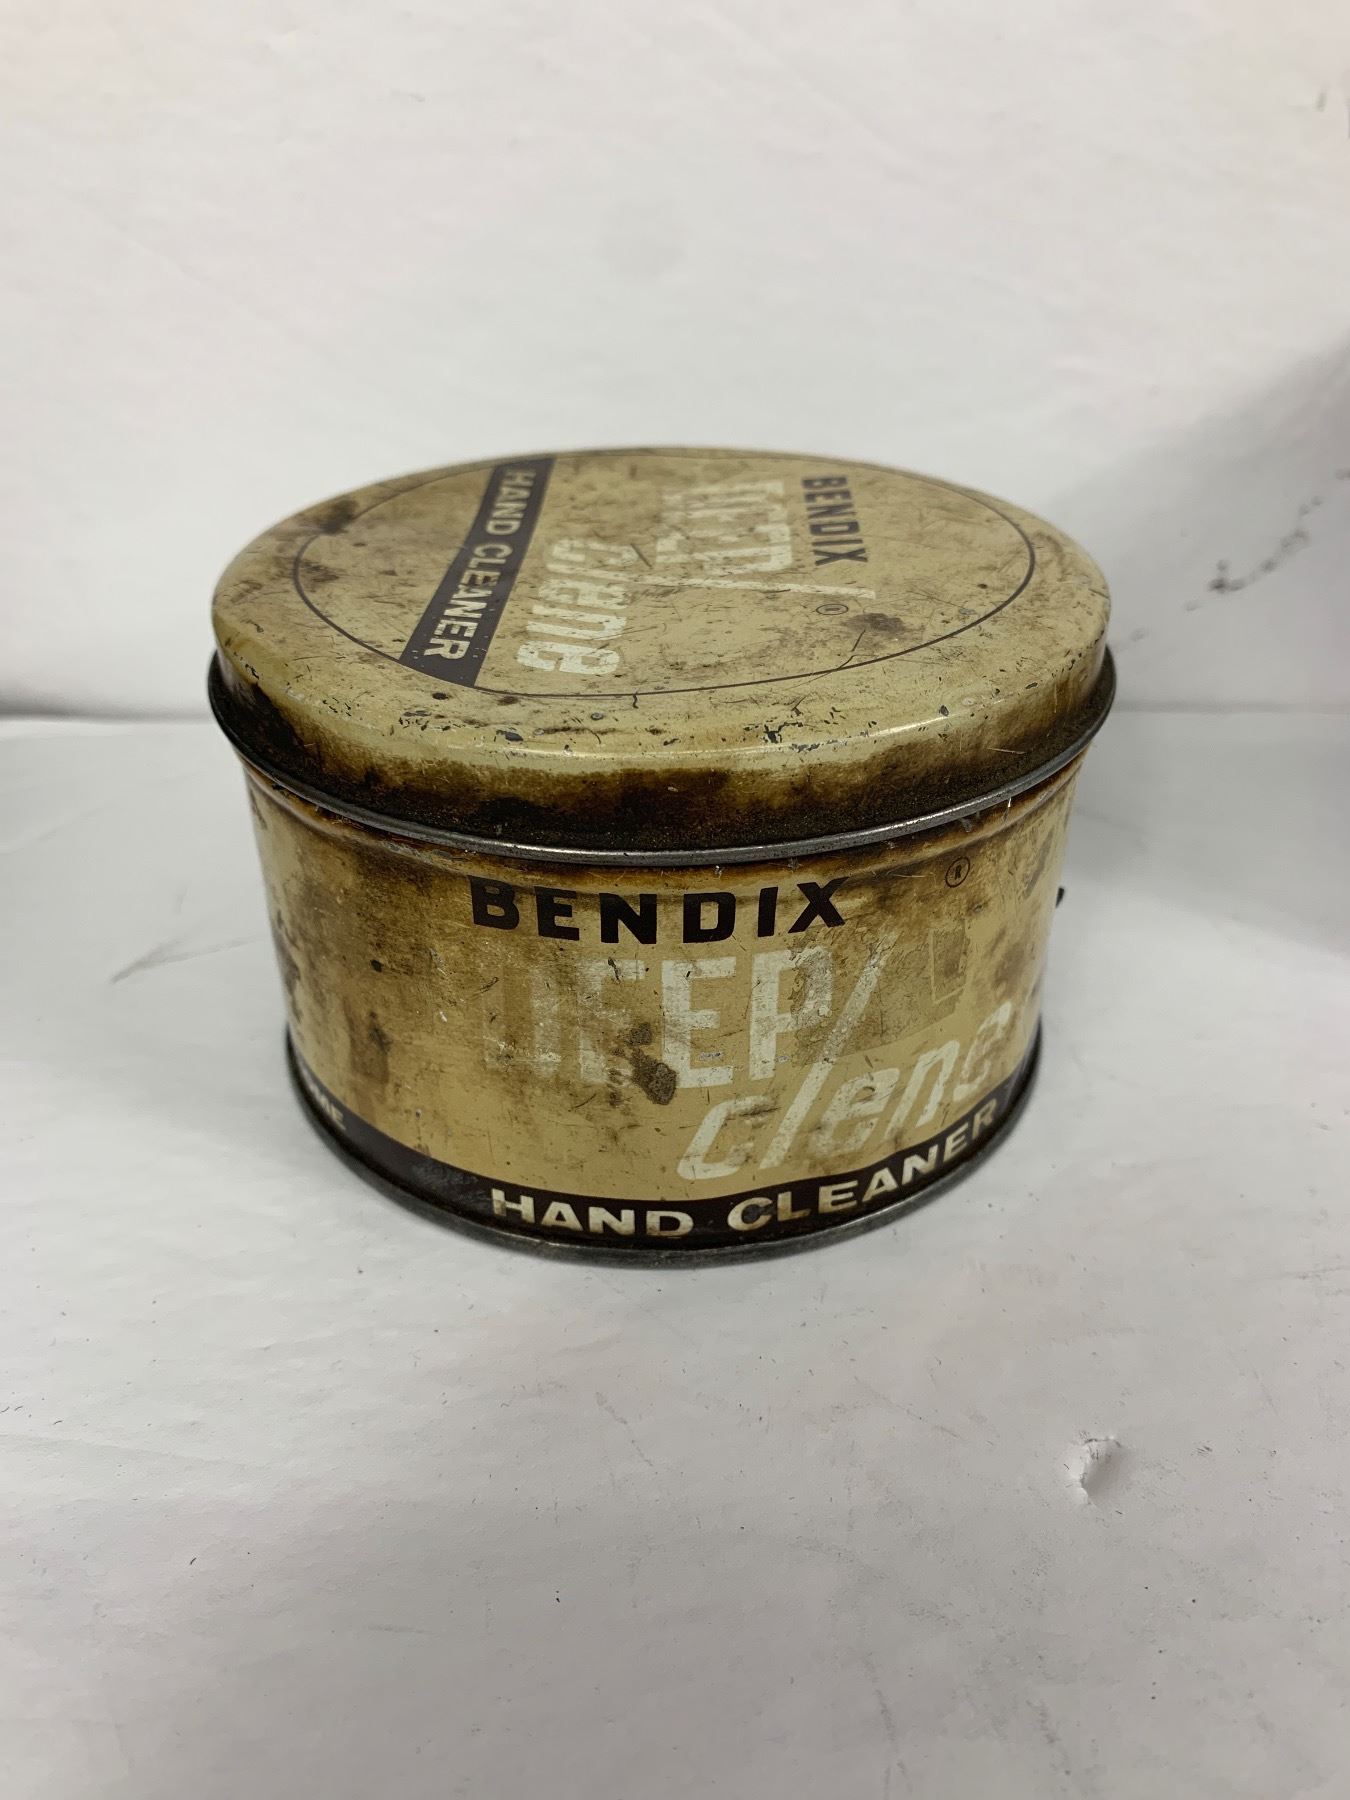 BENDIX
DEEP/
clene
®
HAND CLEANER
BENDIX
®
DEEP/
clene
HAND CLEANER